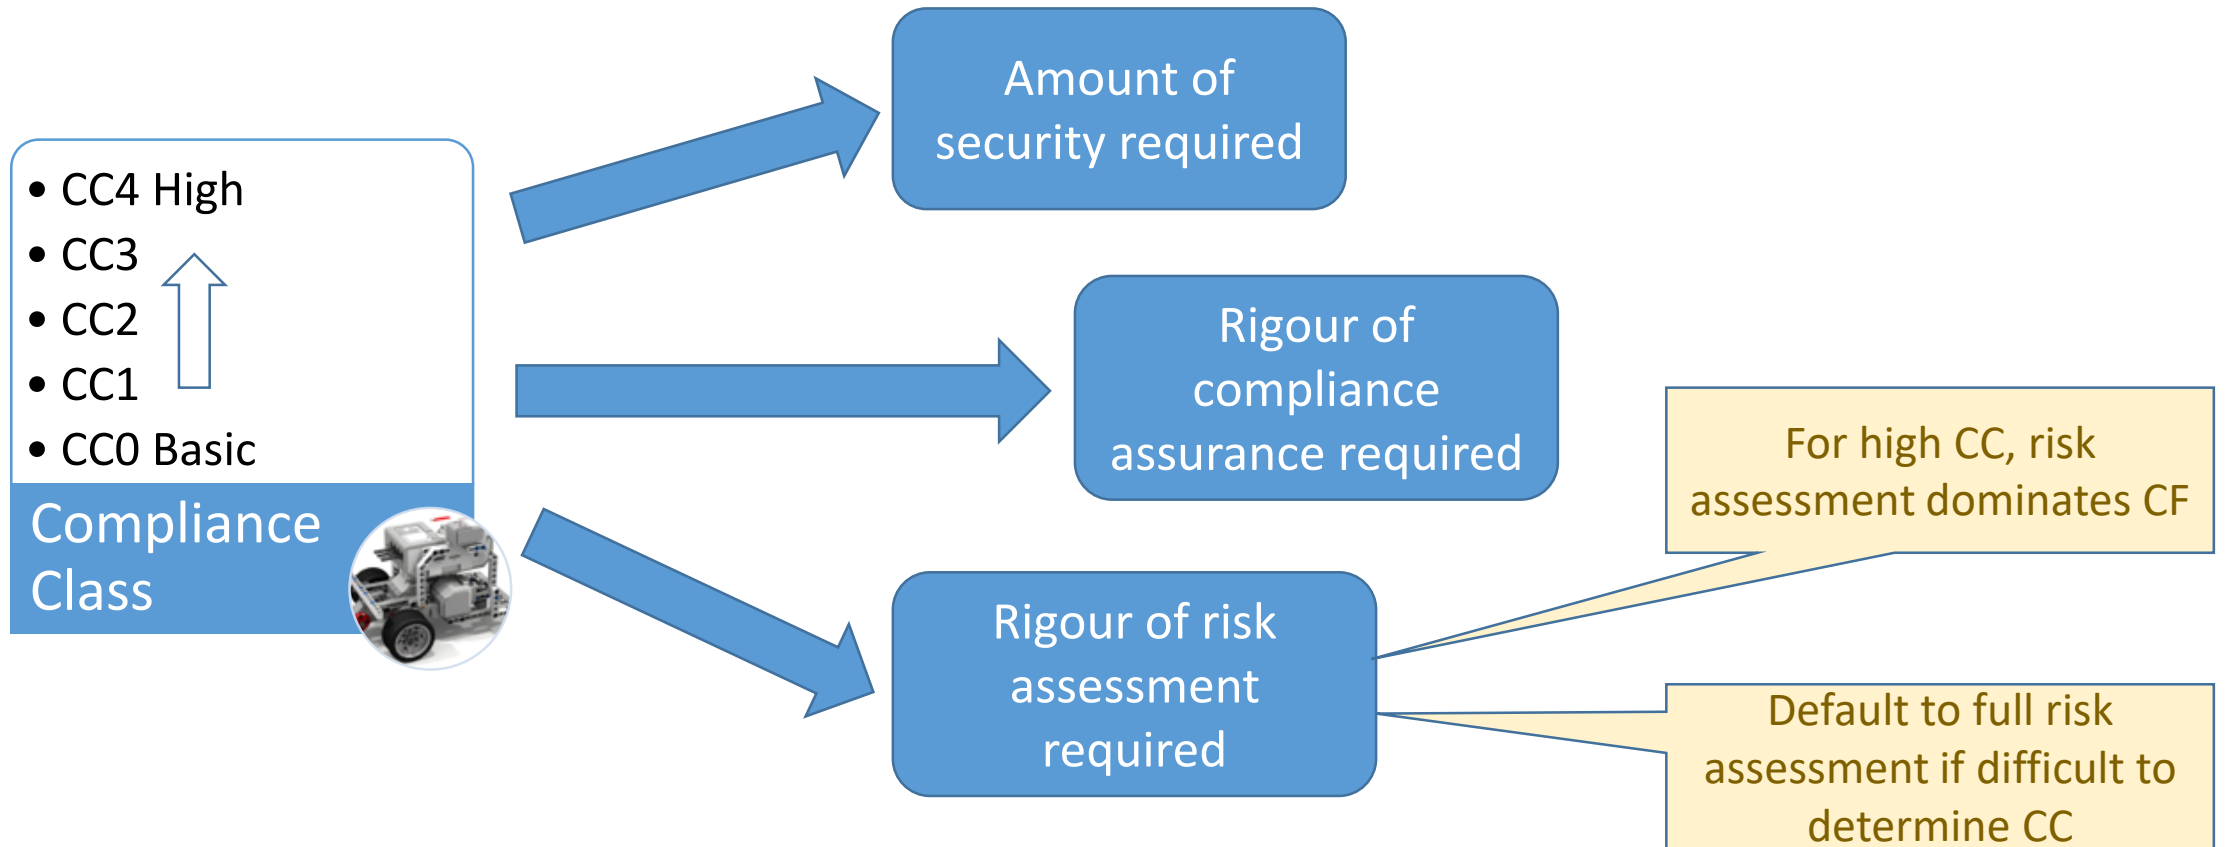 • CC4 High
• CC3
• CC2
• CC1
• CC0 Basic
Compliance
Class
Amount of
security required
Rigour of
compliance
assurance required
Rigour of risk
assessment
required
For high CC, risk
assessment dominates CF
Default to full risk
assessment if difficult to
determine CC